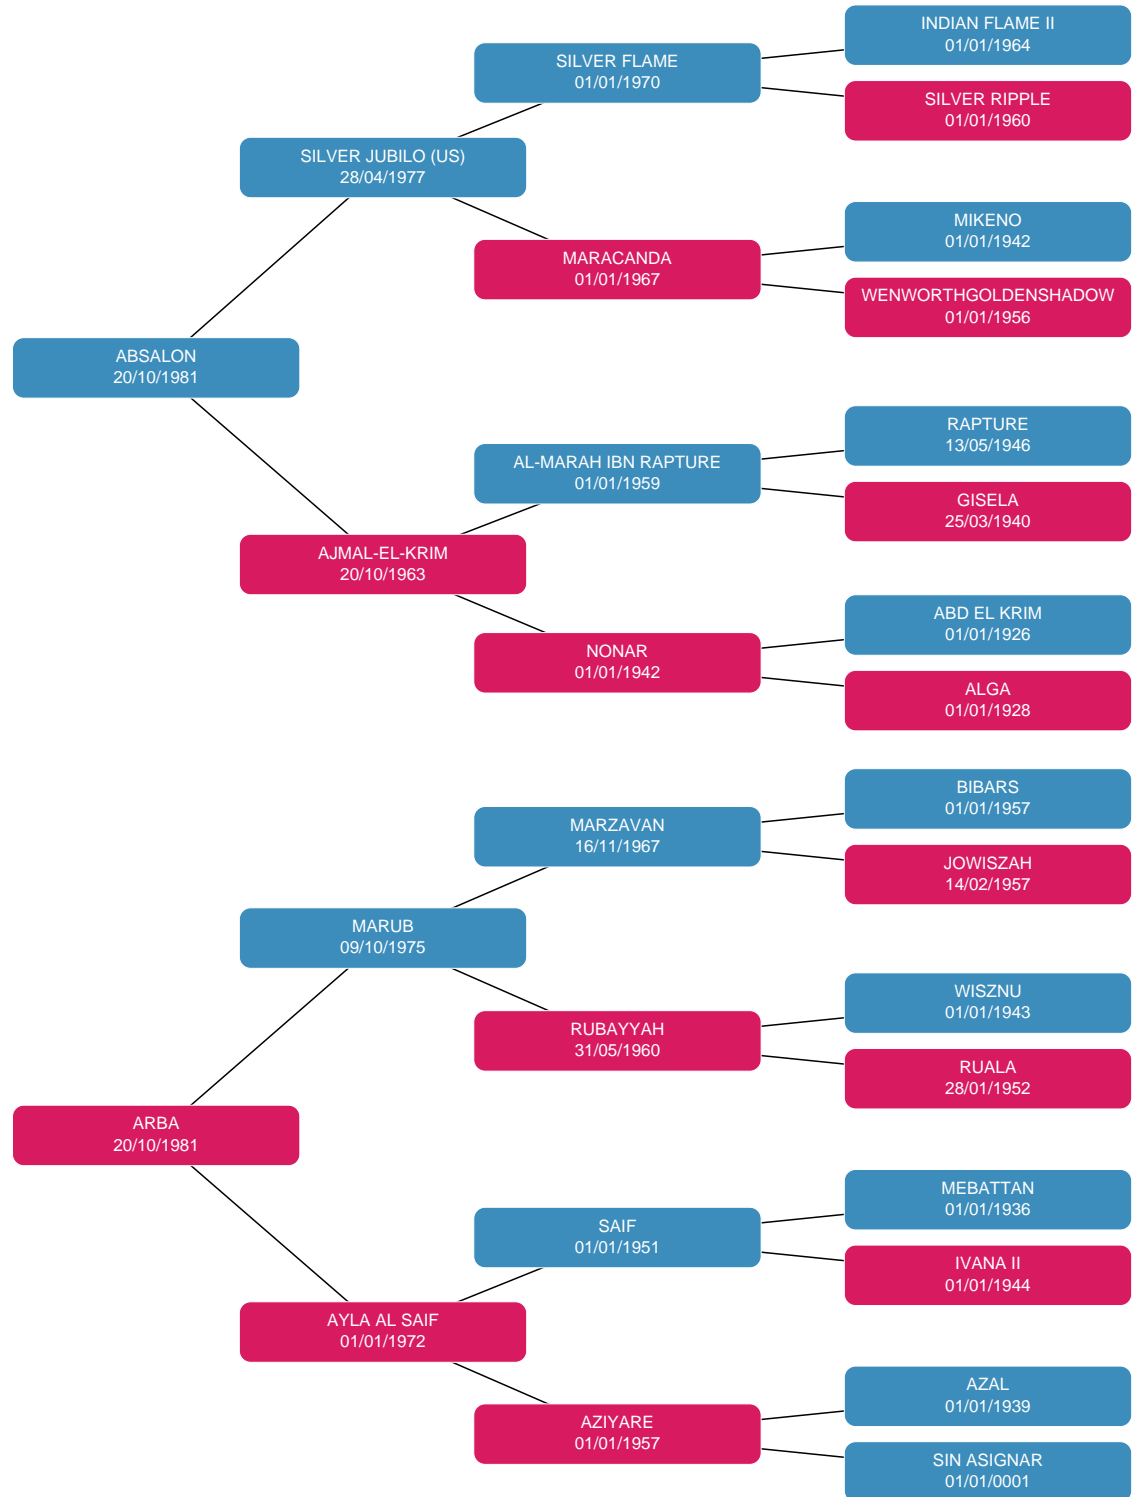 INDIAN FLAME II
01/01/1964
SILVER FLAME
01/01/1970
SILVER RIPPLE
01/01/1960
SILVER JUBILO (US)
28/04/1977
MIKENO
01/01/1942
MARACANDA
01/01/1967
WENWORTHGOLDENSHADOW
01/01/1956
ABSALON
20/10/1981
RAPTURE
13/05/1946
AL-MARAH IBN RAPTURE
01/01/1959
GISELA
25/03/1940
AJMAL-EL-KRIM
20/10/1963
ABD EL KRIM
01/01/1926
NONAR
01/01/1942
ALGA
01/01/1928
BIBARS
01/01/1957
MARZAVAN
16/11/1967
JOWISZAH
14/02/1957
MARUB
09/10/1975
WISZNU
01/01/1943
RUBAYYAH
31/05/1960
RUALA
28/01/1952
ARBA
20/10/1981
MEBATTAN
01/01/1936
SAIF
01/01/1951
IVANA II
01/01/1944
AYLA AL SAIF
01/01/1972
AZAL
01/01/1939
AZIYARE
01/01/1957
SIN ASIGNAR
01/01/0001